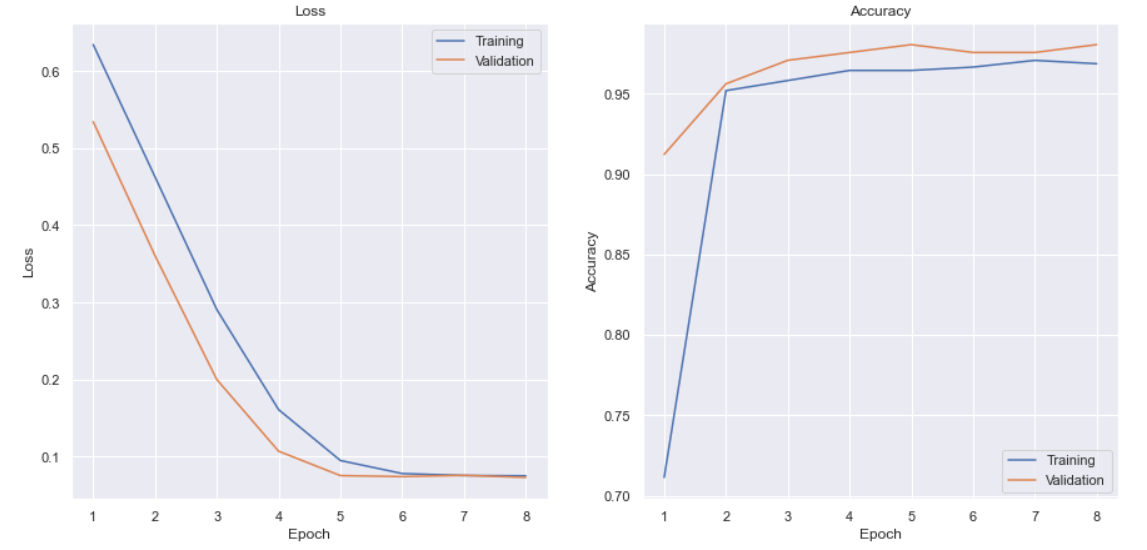 Loss
Training
Validation
0.6
0.5
0.4
0.3
0.2
0.1
Loss
1 2 3 4 5 6 7 8
Epoch
Accuracy
0.95
0.90
0.85
0.80
0.75
0.70
Accuracy
Training
Validation
1 2 3 4 5 6 7 8
Epoch